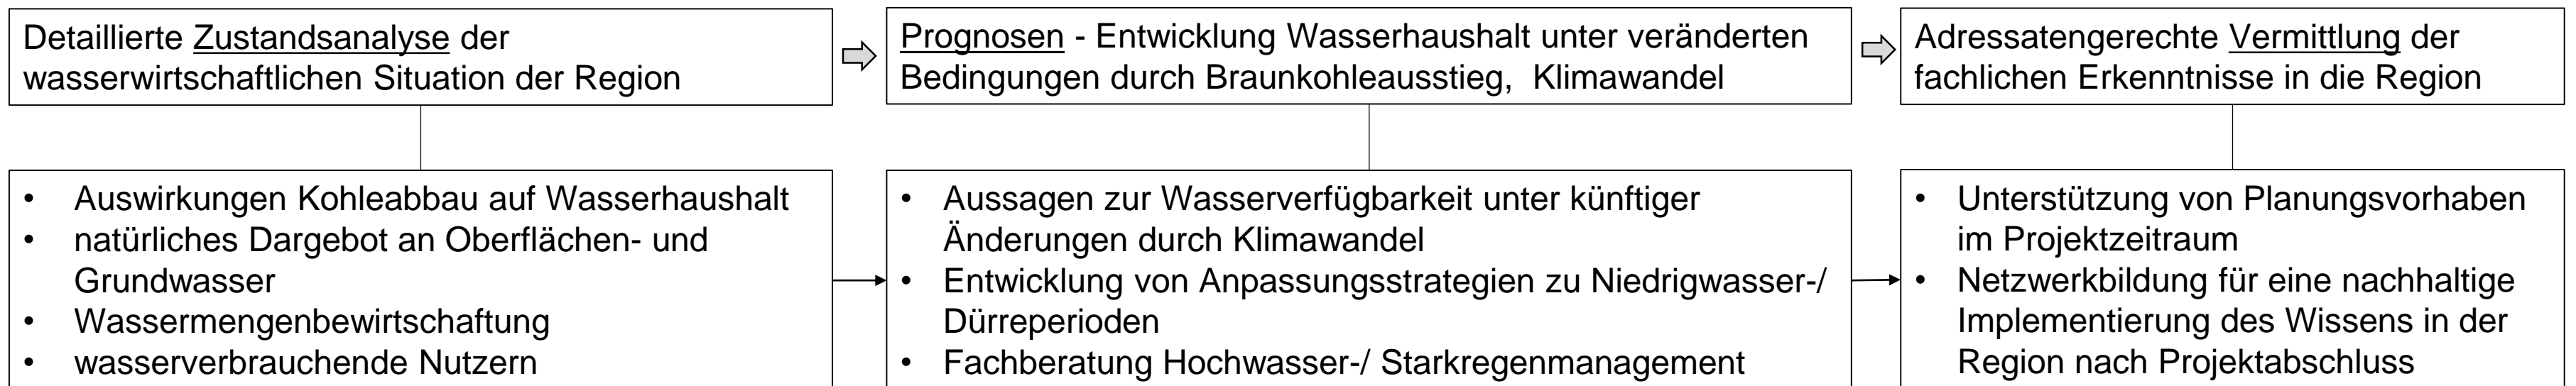 Detaillierte Zustandsanalyse der
wasserwirtschaftlichen Situation der Region
Prognosen - Entwicklung Wasserhaushalt unter veränderten
Bedingungen durch Braunkohleausstieg, Klimawandel
Adressatengerechte Vermittlung der
fachlichen Erkenntnisse in die Region
• Auswirkungen Kohleabbau auf Wasserhaushalt
• natürliches Dargebot an Oberflächen- und
Grundwasser
• Wassermengenbewirtschaftung
• wasserverbrauchende Nutzern
• Aussagen zur Wasserverfügbarkeit unter künftiger
Änderungen durch Klimawandel
• Entwicklung von Anpassungsstrategien zu Niedrigwasser-/
Dürreperioden
• Fachberatung Hochwasser-/ Starkregenmanagement
• Unterstützung von Planungsvorhaben
im Projektzeitraum
• Netzwerkbildung für eine nachhaltige
Implementierung des Wissens in der
Region nach Projektabschluss